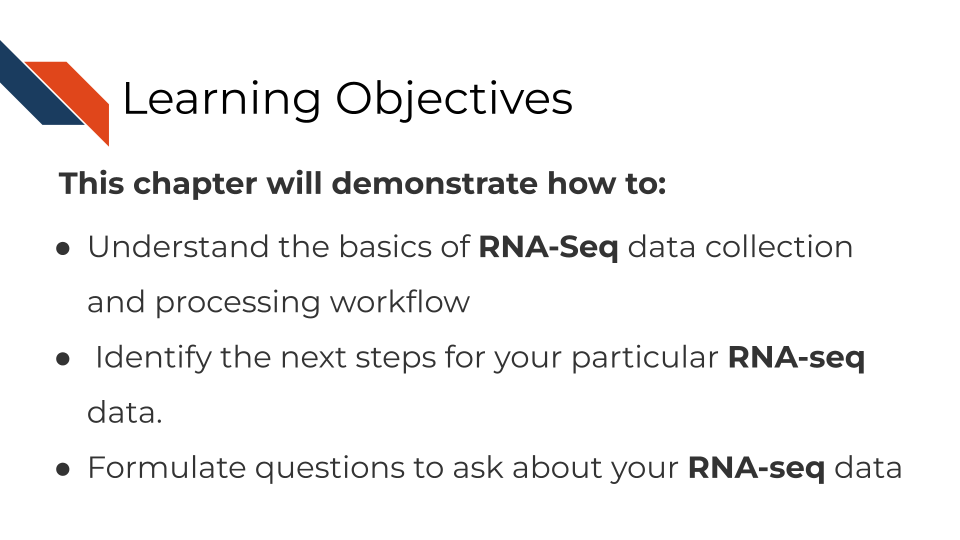 Learning Objectives
This chapter will demonstrate how to:
● Understand the basics of RNA-Seq data collection
and processing workflow
● Identify the next steps for your particular RNA-seq
data.
● Formulate questions to ask about your RNA-seq data